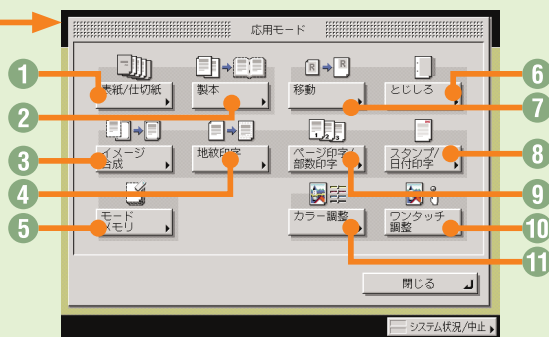 応用モード
1
表紙/仕切紙
2
製本
移動
7
とじしろ
6
3
イメージ
合成
4
地紋印字
ページ印字/
部数印字
9
スタンプ/
日付印字
8
5
モード
メモリ
カラー調整
11
ワンタッチ
調整
10
閉じる
システム状況/中止